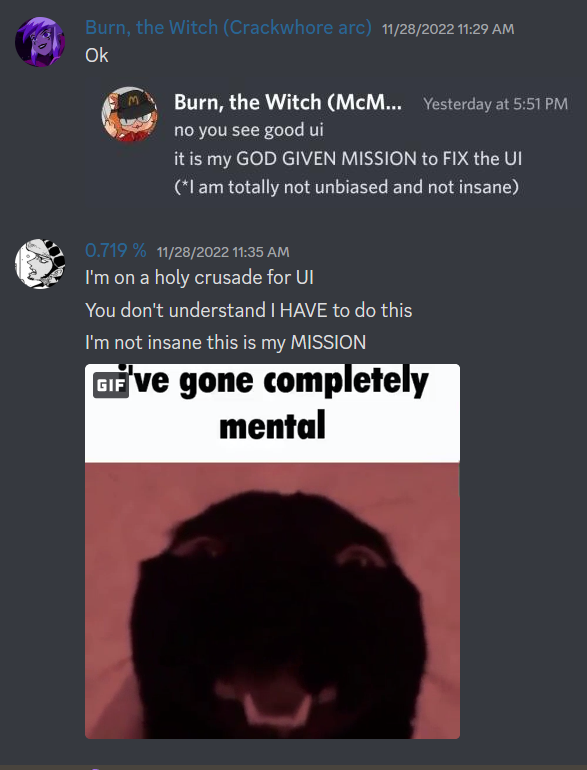 Burn, the Witch (Crackwhore arc) 11/28/2022 11:29 AM
Ok
Burn, the Witch (McM... Yesterday at 5:51 PM
no you see good ui
it is my GOD GIVEN MISSION to FIX the UI
(*I am totally not unbiased and not insane)
0.719 % 11/28/2022 11:35 AM
I'm on a holy crusade for UI
You don't understand I HAVE to do this
I'm not insane this is my MISSION
GIF
i've gone completely
mental